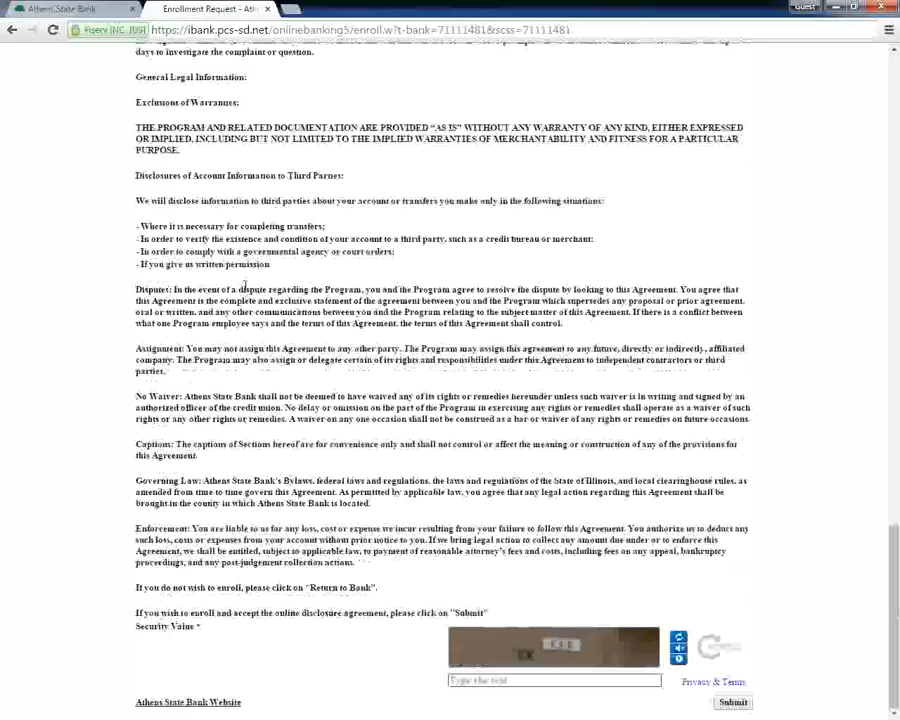 Athens State Bank
Enrollment Request - Ath
Guest
Fiserv INC. [US]
https://ibank.pcs-sd.net/onlinebanking5/enroll.w?t-bank=71111481&scss=71111481
days to investigate the complaint or question.
General Legal Information:
Exclusions of Warranties:
THE PROGRAM AND RELATED DOCUMENTATION ARE PROVIDED "AS IS" WITHOUT ANY WARRANTY OF ANY KIND, EITHER EXPRESSED
OR IMPLIED, INCLUDING BUT NOT LIMITED TO THE IMPLIED WARRANTIES OF MERCHANTABILITY AND FITNESS FOR A PARTICULAR
PURPOSE.
Disclosures of Account Information to Third Parties:
We will disclose information to third parties about your account or transfers you make only in the following situations:
- Where it is necessary for completing transfers;
- In order to verify the existence and condition of your account to a third party, such as a credit bureau or merchant;
- In order to comply with a governmental agency or court orders;
- If you give us written permission
Disputes: In the event of a dispute regarding the Program, you and the Program agree to resolve the dispute by looking to this Agreement. You agree that
this Agreement is the complete and exclusive statement of the agreement between you and the Program which supersedes any proposal or prior agreement,
oral or written, and any other communications between you and the Program relating to the subject matter of this Agreement. If there is a conflict between
what one Program employee says and the terms of this Agreement, the terms of this Agreement shall control.
Assignment: You may not assign this Agreement to any other party. The Program may assign this agreement to any future, directly or indirectly, affiliated
company. The Program may also assign or delegate certain of its rights and responsibilities under this Agreement to independent contractors or third
parties.
No Waiver: Athens State Bank shall not be deemed to have waived any of its rights or remedies hereunder unless such waiver is in writing and signed by an
authorized officer of the credit union. No delay or omission on the part of the Program in exercising any rights or remedies shall operate as a waiver of such
rights or any other rights or remedies. A waiver on any one occasion shall not be construed as a bar or waiver of any rights or remedies on future occasions.
Captions: The captions of Sections hereof are for convenience only and shall not control or affect the meaning or construction of any of the provisions for
this Agreement.
Governing Law: Athens State Bank's Bylaws, federal laws and regulations, the laws and regulations of the State of Illinois, and local clearinghouse rules, as
amended from time to time govern this Agreement. As permitted by applicable law, you agree that any legal action regarding this Agreement shall be
brought in the county in which Athens State Bank is located.
Enforcement: You are liable to us for any loss, cost or expense we incur resulting from your failure to follow this Agreement. You authorize us to deduct any
such loss, costs or expenses from your account without prior notice to you. If we bring legal action to collect any amount due under or to enforce this
Agreement, we shall be entitled, subject to applicable law, to payment of reasonable attorney's fees and costs, including fees on any appeal, bankruptcy
proceedings, and any post-judgement collection actions.
If you do not wish to enroll, please click on "Return to Bank".
If you wish to enroll and accept the online disclosure agreement, please click on "Submit"
Security Value *
Type the text
Privacy & Terms
Athens State Bank Website
Submit